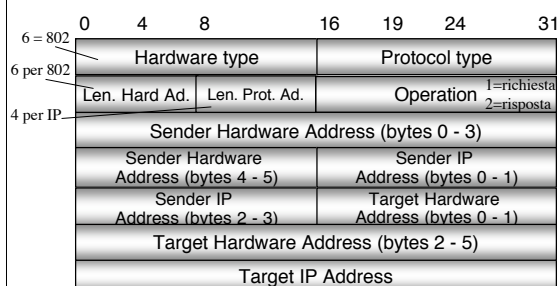 0 4 8 16 19 24 31
6 = 802
Hardware type Protocol type
6 per 802
Len. Hard Ad. Len. Prot. Ad. Operation 1=richiesta
2=risposta
4 per IP
Sender Hardware Address (bytes 0 - 3)
Sender Hardware
Address (bytes 4 - 5)
Sender IP
Address (bytes 0 - 1)
Sender IP
Address (bytes 2 - 3)
Target Hardware
Address (bytes 0 - 1)
Target Hardware Address (bytes 2 - 5)
Target IP Address